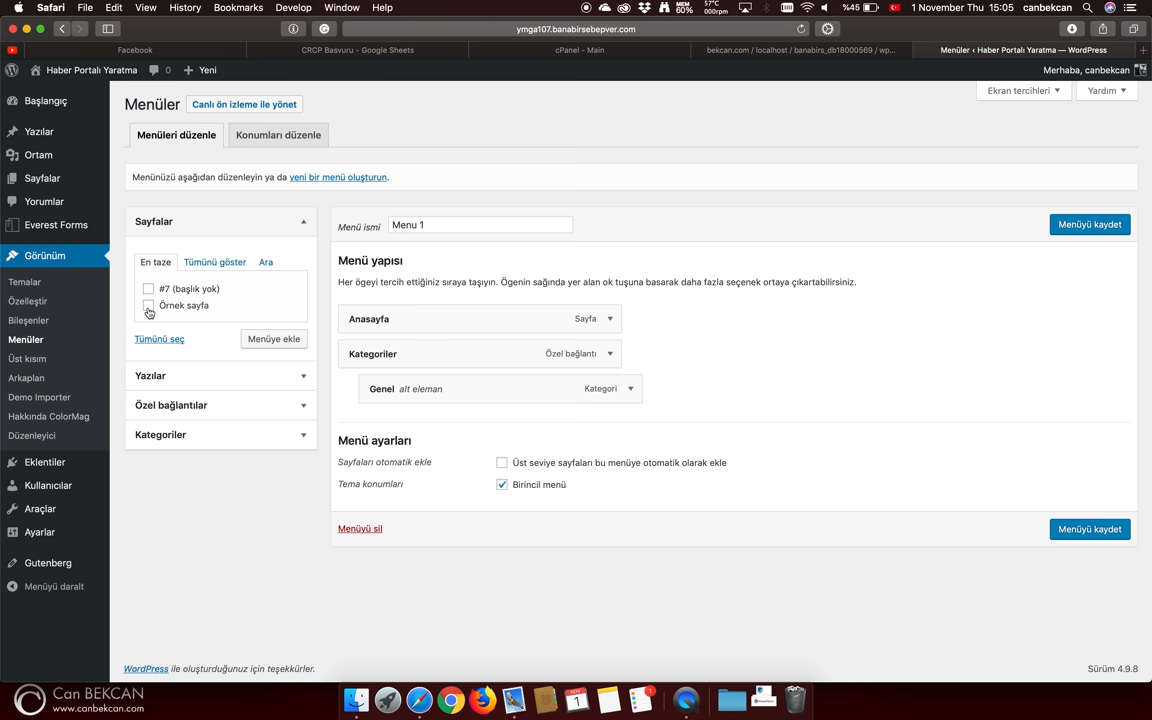 Safari File Edit View History Bookmarks Develop Window Help MEM 60% 57°C 000rpm %45 1 November Thu 15:05 canbekcan
ymga107.banabirsebepver.com
Facebook CRCP Basvuru - Google Sheets cPanel - Main bekcan.com / localhost / banabirs_db18000569 / wp... Menüler ‹ Haber Portalı Yaratma — WordPress
Haber Portalı Yaratma 0 Yeni Merhaba, canbekcan
Ekran tercihleri Yardım
Menüler Canlı ön izleme ile yönet
Menüleri düzenle Konumları düzenle
Menünüzü aşağıdan düzenleyin ya da yeni bir menü oluşturun.
Başlangıç
Yazılar
Ortam
Sayfalar
Yorumlar
Everest Forms
Görünüm
Temalar
Özelleştir
Bileşenler
Menüler
Üst kısım
Arkaplan
Demo Importer
Hakkında ColorMag
Düzenleyici
Eklentiler
Kullanıcılar
Araçlar
Ayarlar
Gutenberg
Menüyü daralt
Sayfalar
En taze Tümünü göster Ara
#7 (başlık yok)
Örnek sayfa
Tümünü seç Menüye ekle
Yazılar
Özel bağlantılar
Kategoriler
Menü ismi Menu 1 Menüyü kaydet
Menü yapısı
Her ögeyi tercih ettiğiniz sıraya taşıyın. Ögenin sağında yer alan ok tuşuna basarak daha fazla seçenek ortaya çıkartabilirsiniz.
Anasayfa Sayfa
Kategoriler Özel bağlantı
Genel alt eleman Kategori
Menü ayarları
Sayfaları otomatik ekle Üst seviye sayfaları bu menüye otomatik olarak ekle
Tema konumları Birincil menü
Menüyü sil Menüyü kaydet
WordPress ile oluşturduğunuz için teşekkürler. Sürüm 4.9.8
Can BEKCAN
www.canbekcan.com